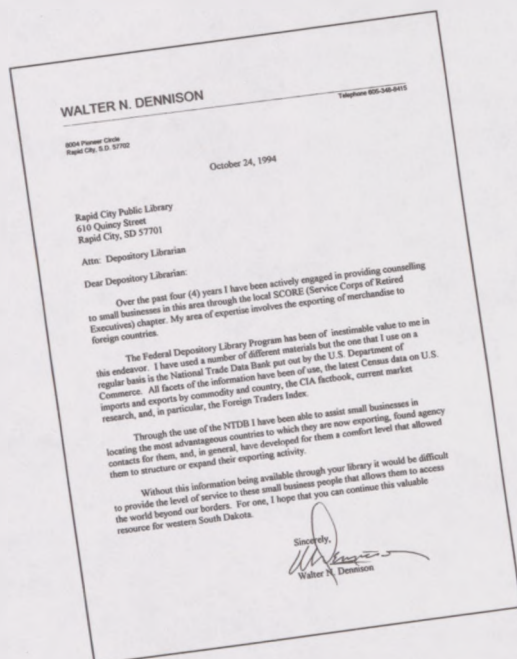 WALTER N. DENNISON
Telephone 605-348-8415
8004 Pioneer Circle
Rapid City, S.D. 57702
October 24, 1994
Rapid City Public Library
610 Quincy Street
Rapid City, SD 57701
Attn: Depository Librarian
Dear Depository Librarian:
Over the past four (4) years I have been actively engaged in providing counselling
to small businesses in this area through the local SCORE (Service Corps of Retired
Executives) chapter. My area of expertise involves the exporting of merchandise to
foreign countries.
The Federal Depository Library Program has been of inestimable value to me in
this endeavor. I have used a number of different materials but the one that I use on a
regular basis is the National Trade Data Bank put out by the U.S. Department of
Commerce. All facets of the information have been of use, the latest Census data on U.S.
imports and exports by commodity and country, the CIA factbook, current market
research, and, in particular, the Foreign Traders Index.
Through the use of the NTDB I have been able to assist small businesses in
locating the most advantageous countries to which they are now exporting, found agency
contacts for them, and, in general, have developed for them a comfort level that allowed
them to structure or expand their exporting activity.
Without this information being available through your library it would be difficult
to provide the level of service to these small business people that allows them to access
the world beyond our borders. For one, I hope that you can continue this valuable
resource for western South Dakota.
Sincerely,
Walter N. Dennison